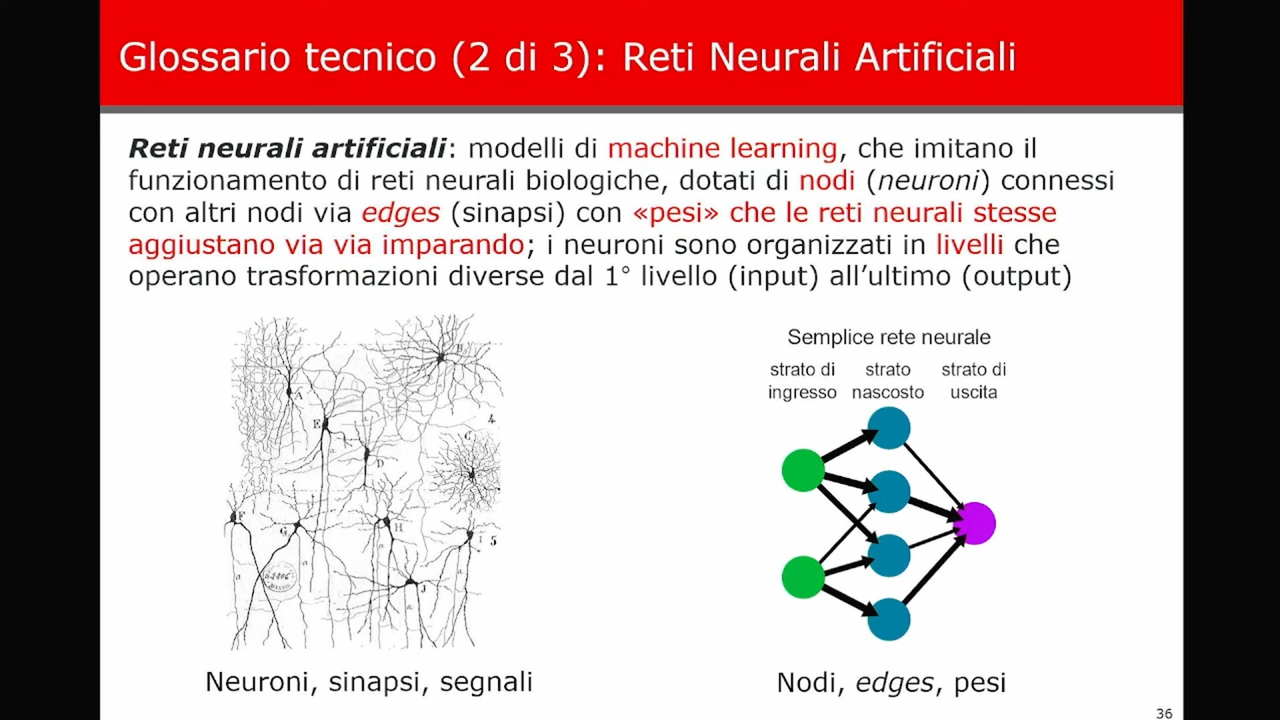 Glossario tecnico (2 di 3): Reti Neurali Artificiali
Reti neurali artificiali: modelli di machine learning, che imitano il
funzionamento di reti neurali biologiche, dotati di nodi (neuroni) connessi
con altri nodi via edges (sinapsi) con «pesi» che le reti neurali stesse
aggiustano via via imparando; i neuroni sono organizzati in livelli che
operano trasformazioni diverse dal 1° livello (input) all’ultimo (output)
B
A
4
E
C
D
F
G
H
5
J
a
Neuroni, sinapsi, segnali
Semplice rete neurale
strato di strato strato di
ingresso nascosto uscita
Nodi, edges, pesi
36